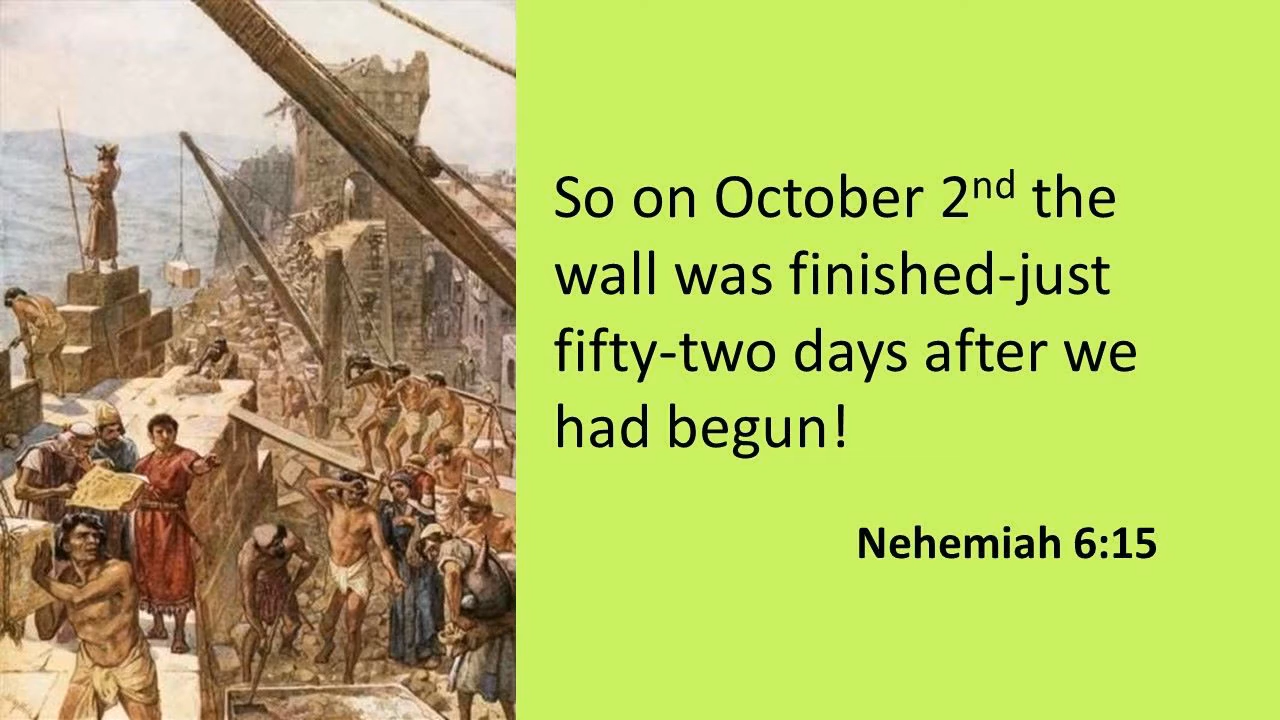 So on October 2nd the
wall was finished-just
fifty-two days after we
had begun!
Nehemiah 6:15